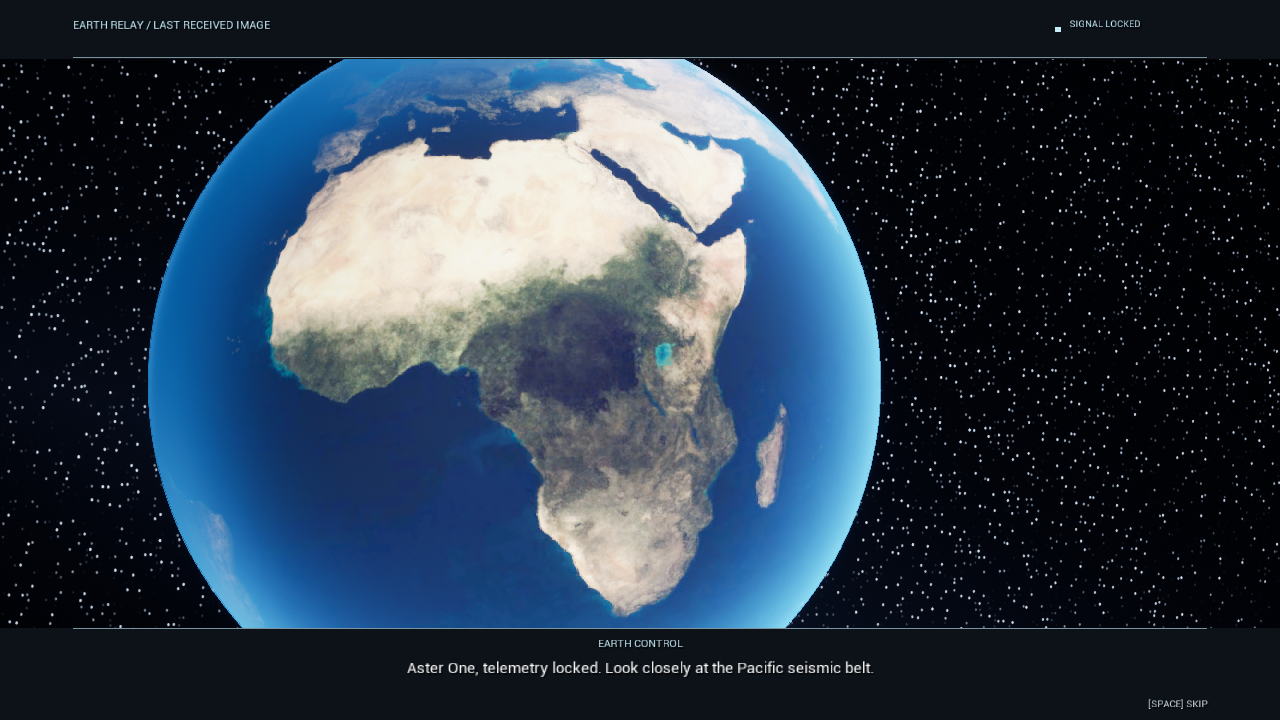 EARTH RELAY / LAST RECEIVED IMAGE
SIGNAL LOCKED
EARTH CONTROL
Aster One, telemetry locked. Look closely at the Pacific seismic belt.
[SPACE] SKIP